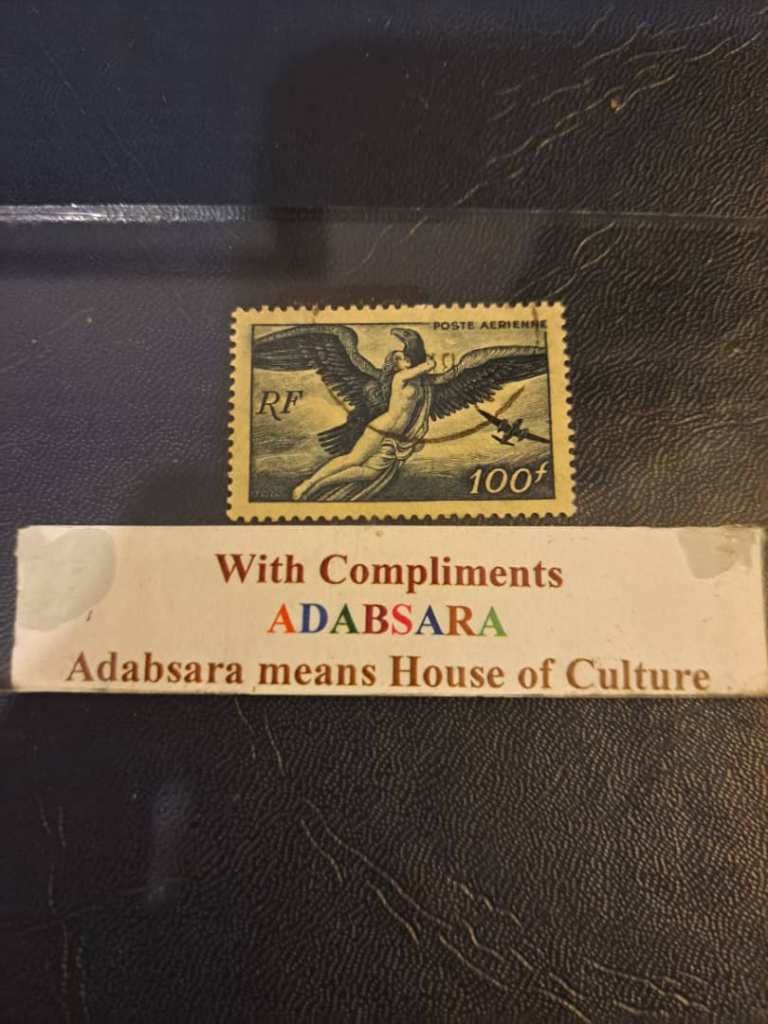 POSTE AERIENNE
RF
100f
With Compliments
ADABSARA
Adabsara means House of Culture